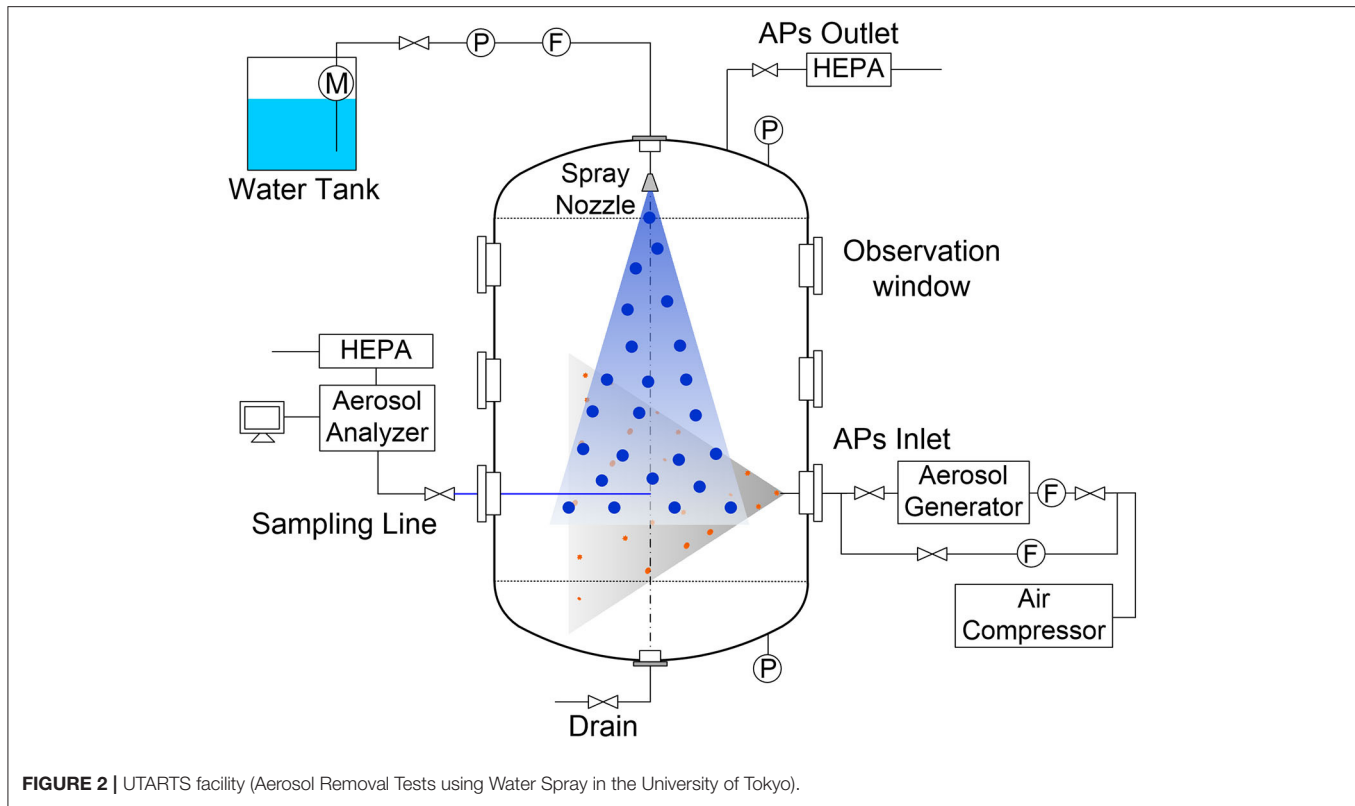 M
P
F
APs Outlet
HEPA
P
Water Tank
Spray
Nozzle
Observation
window
HEPA
Aerosol
Analyzer
Sampling Line
APs Inlet
Aerosol
Generator
F
F
Air
Compressor
P
Drain
FIGURE 2 | UTARTS facility (Aerosol Removal Tests using Water Spray in the University of Tokyo).